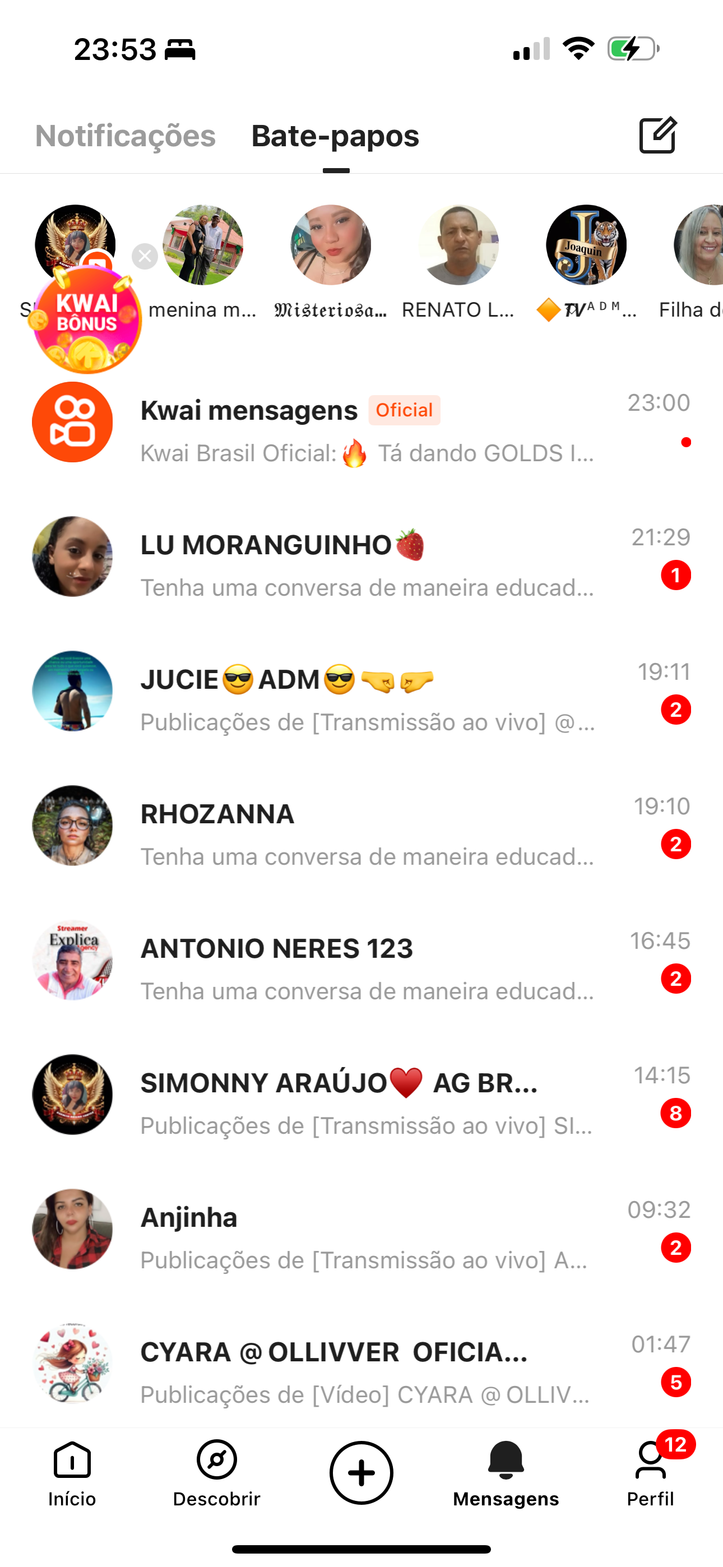 23:53
Notificações Bate-papos
KWAI
BÔNUS
Joaquin
menina m... 𝕸𝖎𝖘𝖙𝖊𝖗𝖎𝖔𝖘𝖆... RENATO L... 🔶𝑻𝑽ᴬ ᴰ ᴹ... Filha d
Kwai mensagens Oficial 23:00
Kwai Brasil Oficial:🔥 Tá dando GOLDS I...
LU MORANGUINHO🍓 21:29
Tenha uma conversa de maneira educad... 1
JUCIE😎ADM😎🤜🤛 19:11
Publicações de [Transmissão ao vivo] @... 2
RHOZANNA 19:10
Tenha uma conversa de maneira educad... 2
Streamer
Explica
ANTONIO NERES 123 16:45
Tenha uma conversa de maneira educad... 2
SIMONNY ARAÚJO♥️ AG BR... 14:15
Publicações de [Transmissão ao vivo] SI... 8
Anjinha 09:32
Publicações de [Transmissão ao vivo] A... 2
CYARA @ OLLIVVER OFICIA... 01:47
Publicações de [Vídeo] CYARA @ OLLIV... 5
12
Início Descobrir Mensagens Perfil